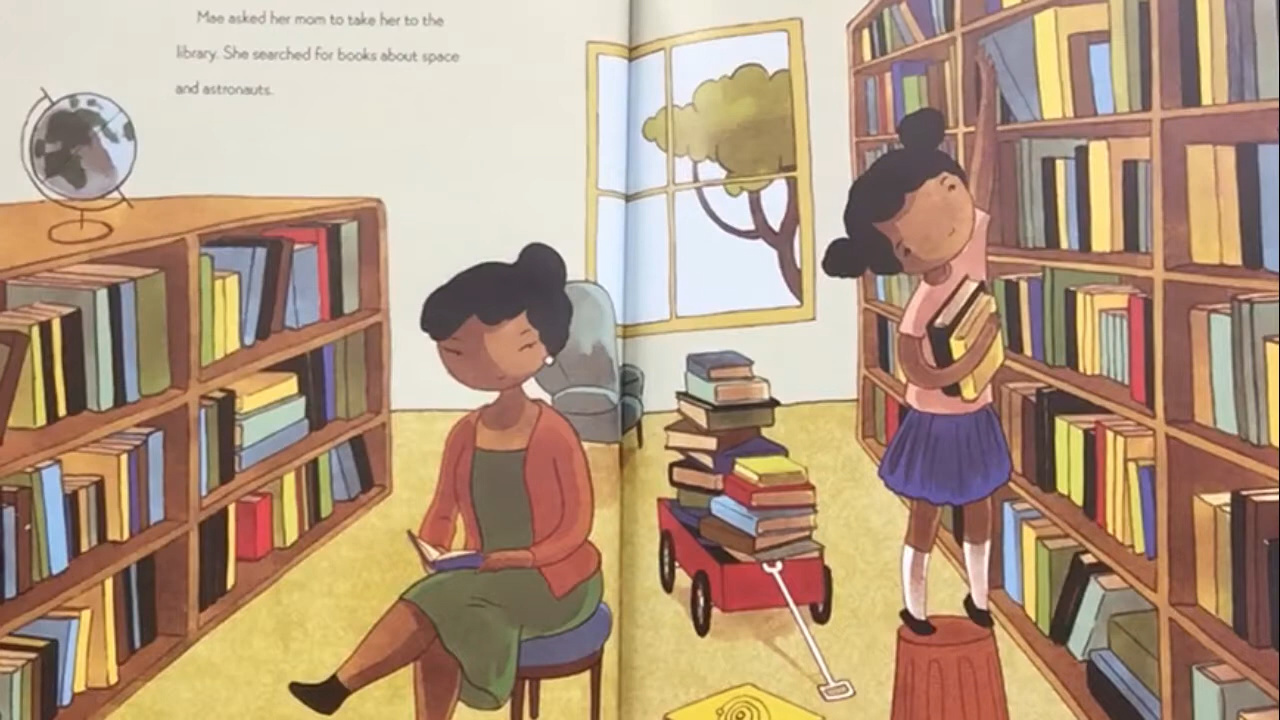 Mae asked her mom to take her to the
library. She searched for books about space
and astronauts.